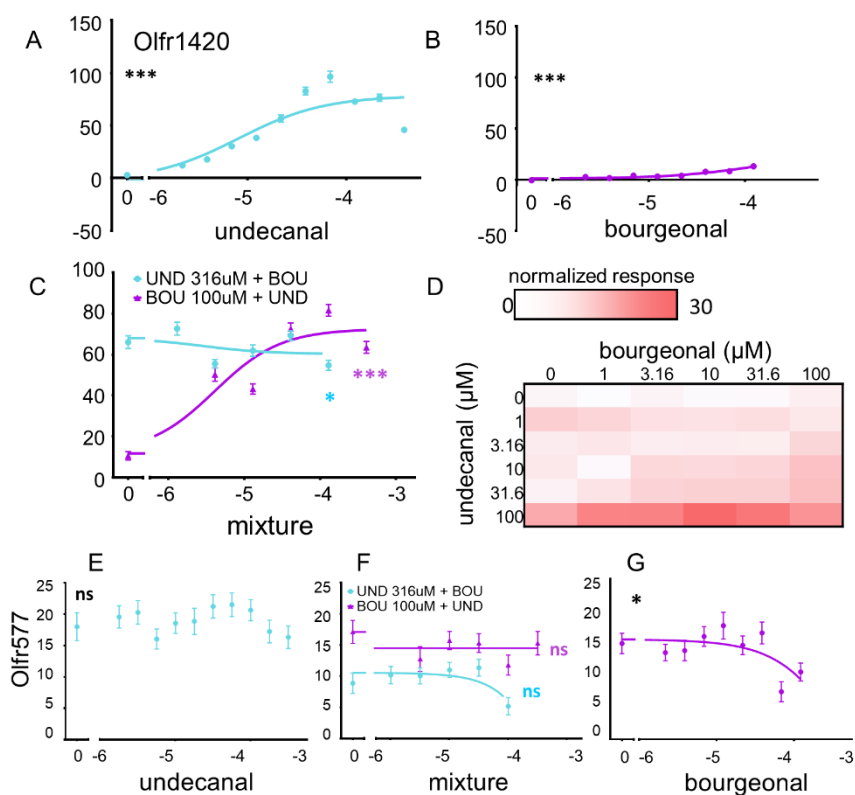 A
Olfr1420
***
100
50
0
-50
0
-6
-5
-4
undecanal
B
***
150
100
50
0
-50
0
-6
-5
-4
bourgeonal
C
UND 316uM + BOU
BOU 100uM + UND
100
80
60
40
20
0
***
*
0
-6
-5
-4
-3
mixture
D
normalized response
0
30
bourgeonal (µM)
0 1 3.16 10 31.6 100
undecanal (µM)
0
1
3.16
10
31.6
100
E
Olfr577
ns
25
20
15
10
5
0
0
-6
-5
-4
-3
undecanal
F
UND 316uM + BOU
BOU 100uM + UND
25
20
15
10
5
0
ns
ns
0
-6
-5
-4
-3
mixture
G
*
25
20
15
10
5
0
0
-6
-5
-4
-3
bourgeonal